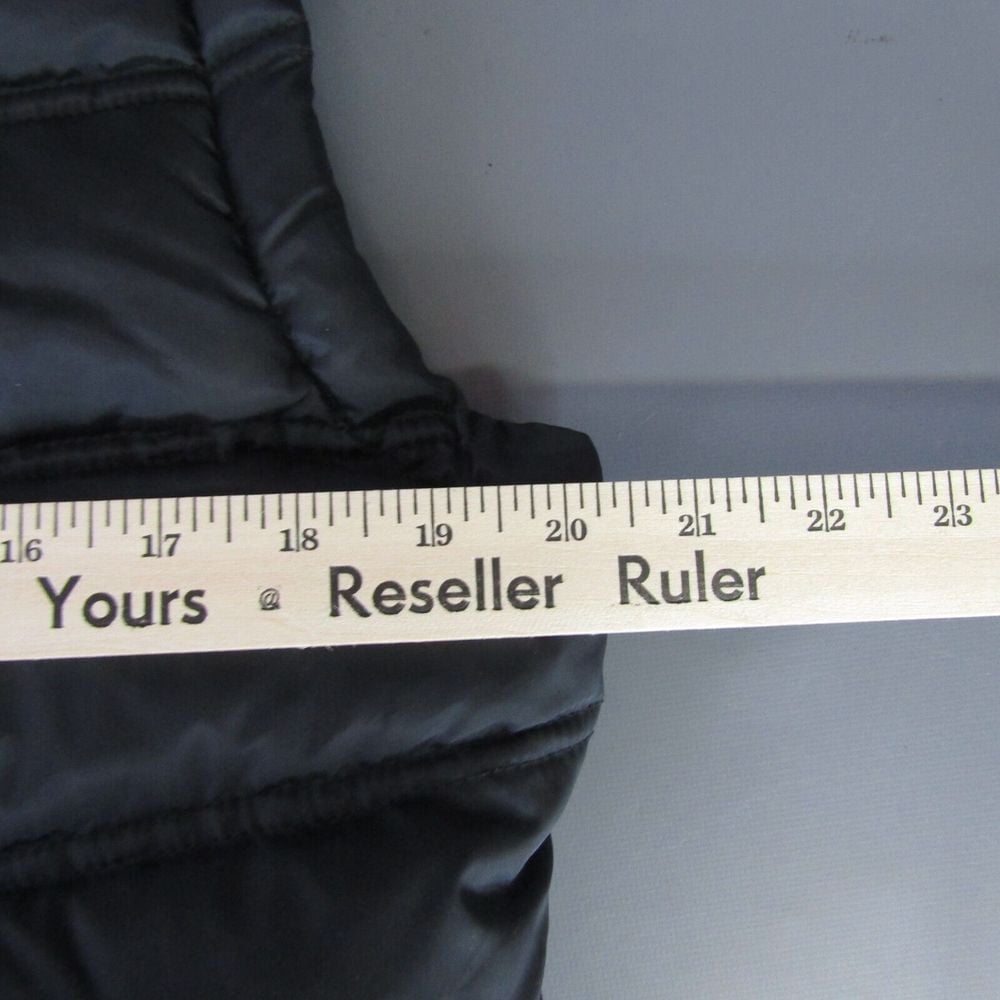 16 17 18 19 20 21 22 23
Yours @ Reseller Ruler